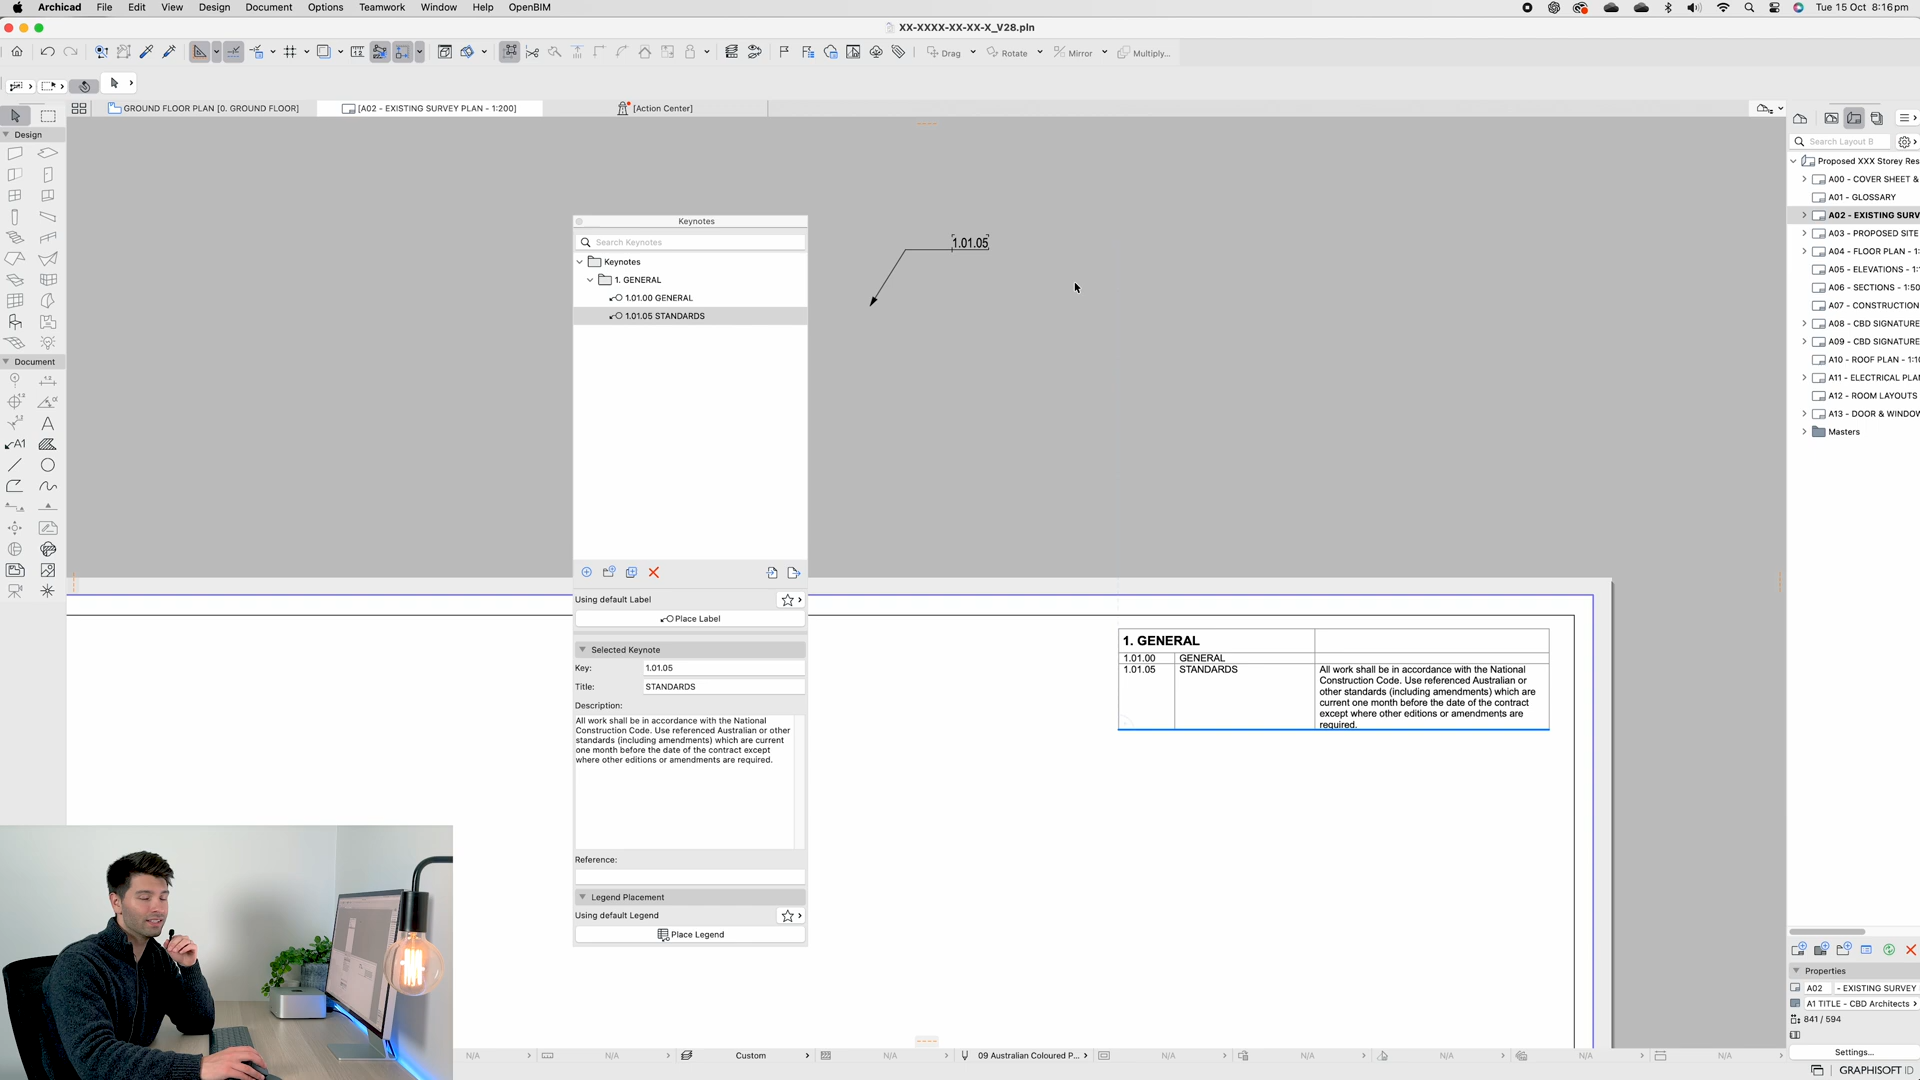 Archicad File Edit View Design Document Options Teamwork Window Help OpenBIM
Tue 15 Oct 8:16 pm
XX-XXXX-XX-XX-X_V28.pln
Drag
Rotate
Mirror
Multiply...
GROUND FLOOR PLAN [0. GROUND FLOOR]
[A02 - EXISTING SURVEY PLAN - 1:200]
[Action Center]
Design
Document
A1
Keynotes
Search Keynotes
Keynotes
1. GENERAL
1.01.00 GENERAL
1.01.05 STANDARDS
Using default Label
Place Label
Selected Keynote
Key: 1.01.05
Title: STANDARDS
Description:
All work shall be in accordance with the National
Construction Code. Use referenced Australian or other
standards (including amendments) which are current
one month before the date of the contract except
where other editions or amendments are required.
Reference:
Legend Placement
Using default Legend
Place Legend
1.01.05
1. GENERAL
1.01.00 GENERAL
1.01.05 STANDARDS All work shall be in accordance with the National
Construction Code. Use referenced Australian or
other standards (including amendments) which are
current one month before the date of the contract
except where other editions or amendments are
required.
Search Layout B
Proposed XXX Storey Res
A00 - COVER SHEET &
A01 - GLOSSARY
A02 - EXISTING SURV
A03 - PROPOSED SITE
A04 - FLOOR PLAN - 1:
A05 - ELEVATIONS - 1:
A06 - SECTIONS - 1:50
A07 - CONSTRUCTION
A08 - CBD SIGNATURE
A09 - CBD SIGNATURE
A10 - ROOF PLAN - 1:10
A11 - ELECTRICAL PLA
A12 - ROOM LAYOUTS
A13 - DOOR & WINDOW
Masters
Properties
A02 - EXISTING SURVEY
A1 TITLE - CBD Architects
841 / 594
Settings...
N/A N/A Custom N/A 09 Australian Coloured P... N/A N/A N/A N/A N/A
GRAPHISOFT ID